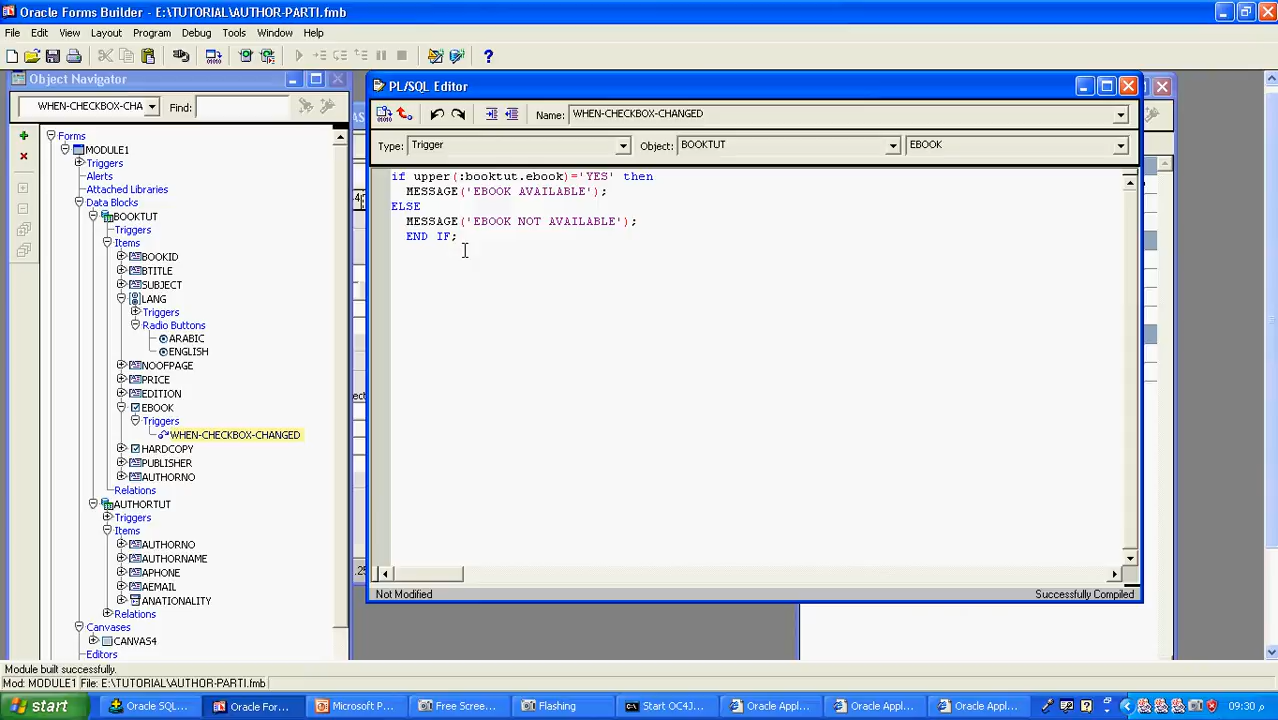 Oracle Forms Builder - E:\TUTORIAL\AUTHOR-PARTI.fmb
File Edit View Layout Program Debug Tools Window Help
Object Navigator
WHEN-CHECKBOX-CHA Find:
Forms
MODULE1
Triggers
Alerts
Attached Libraries
Data Blocks
BOOKTUT
Triggers
Items
BOOKID
BTITLE
SUBJECT
LANG
Triggers
Radio Buttons
ARABIC
ENGLISH
NOOFPAGE
PRICE
EDITION
EBOOK
Triggers
WHEN-CHECKBOX-CHANGED
HARDCOPY
PUBLISHER
AUTHORNO
Relations
AUTHORTUT
Triggers
Items
AUTHORNO
AUTHORNAME
APHONE
AEMAIL
ANATIONALITY
Relations
Canvases
CANVAS4
Editors
PL/SQL Editor
Name: WHEN-CHECKBOX-CHANGED
Type: Trigger Object: BOOKTUT EBOOK
if upper(:booktut.ebook)='YES' then
MESSAGE('EBOOK AVAILABLE');
ELSE
MESSAGE('EBOOK NOT AVAILABLE');
END IF;
Not Modified Successfully Compiled
Module built successfully.
Mod: MODULE1 File: E:\TUTORIAL\AUTHOR-PARTI.fmb
start Oracle SQL... Oracle For... Microsoft P... Free Screen... Flashing Start OC4J... Oracle Appl... Oracle Appl... Oracle Appl... 09:30 م